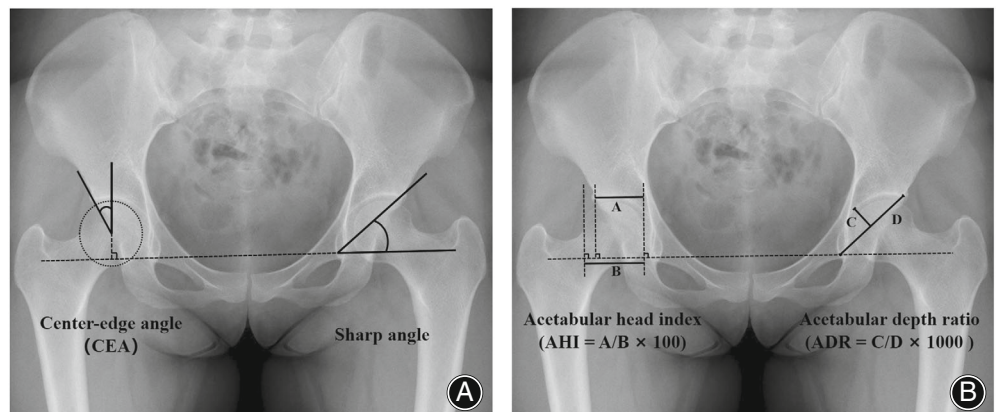 Center-edge angle
(CEA)
Sharp angle
A
A
B
C
D
Acetabular head index
(AHI = A/B × 100)
Acetabular depth ratio
(ADR = C/D × 1000 )
B